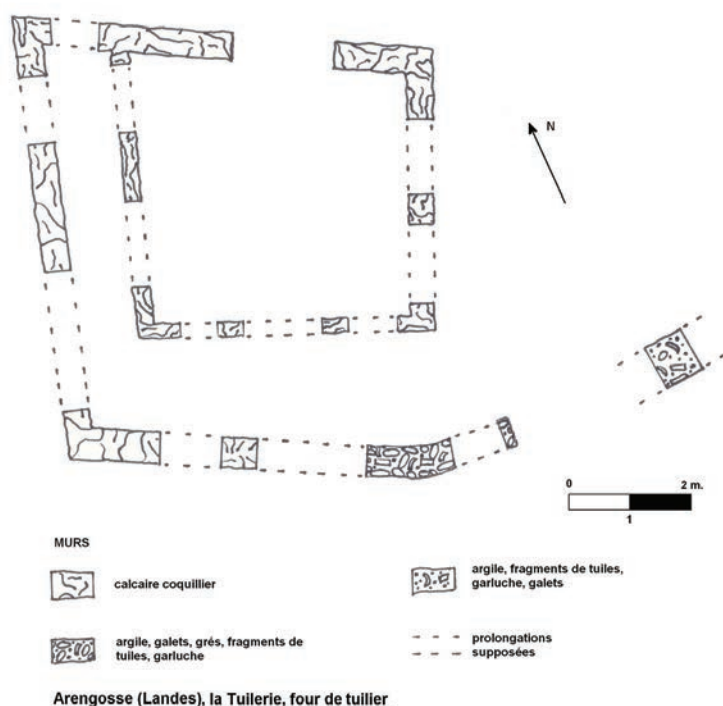 N
0
2 m.
1
MURS
calcaire coquillier
argile, fragments de tuiles,
garluche, galets
argile, galets, grés, fragments de
tuiles, garluche
prolongations
supposées
Arengosse (Landes), la Tuilerie, four de tuilier